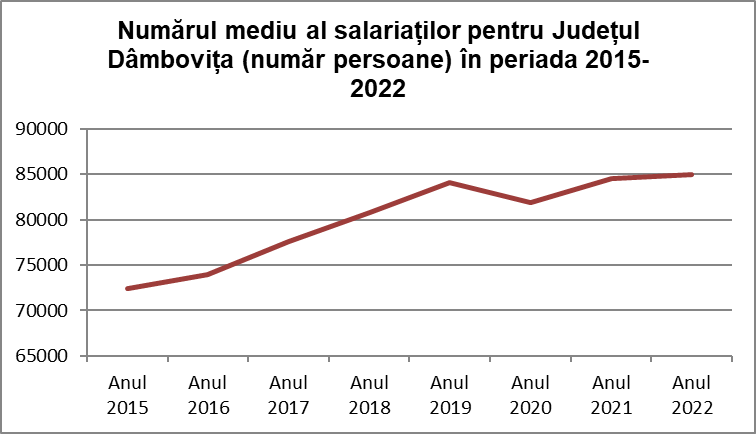 Numărul mediu al salariaților pentru Județul
Dâmbovița (număr persoane) în periada 2015-
2022
90000
85000
80000
75000
70000
65000
Anul Anul Anul Anul Anul Anul Anul Anul
2015 2016 2017 2018 2019 2020 2021 2022